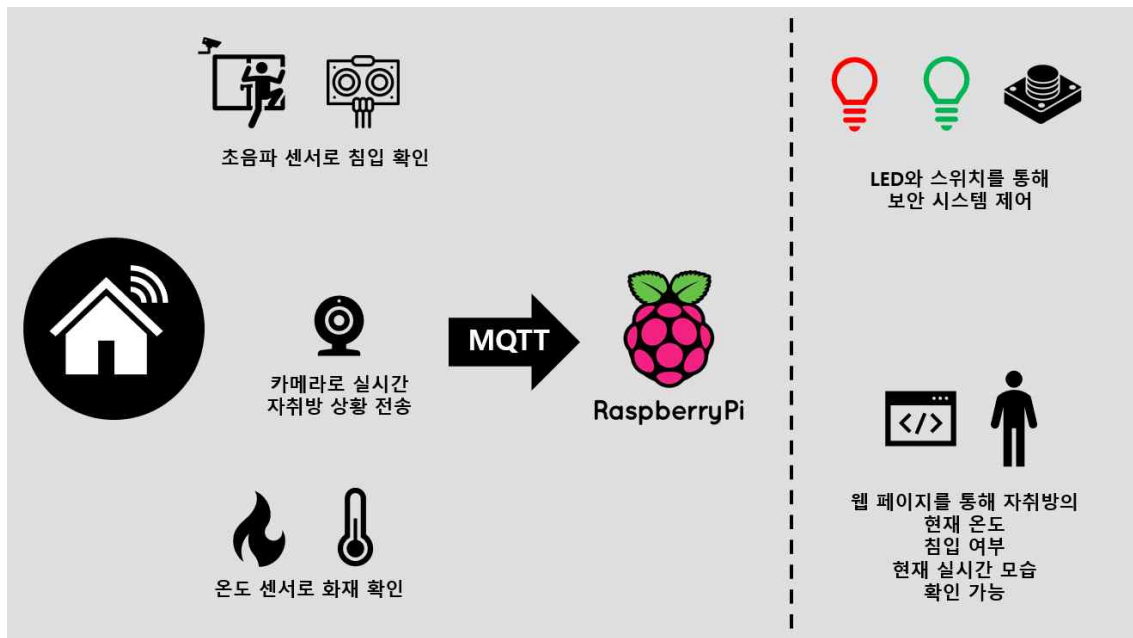 초음파 센서로 침입 확인
LED와 스위치를 통해
보안 시스템 제어
MQTT
카메라로 실시간
자취방 상황 전송
RaspberryPi
</>
온도 센서로 화재 확인
웹 페이지를 통해 자취방의
현재 온도
침입 여부
현재 실시간 모습
확인 가능